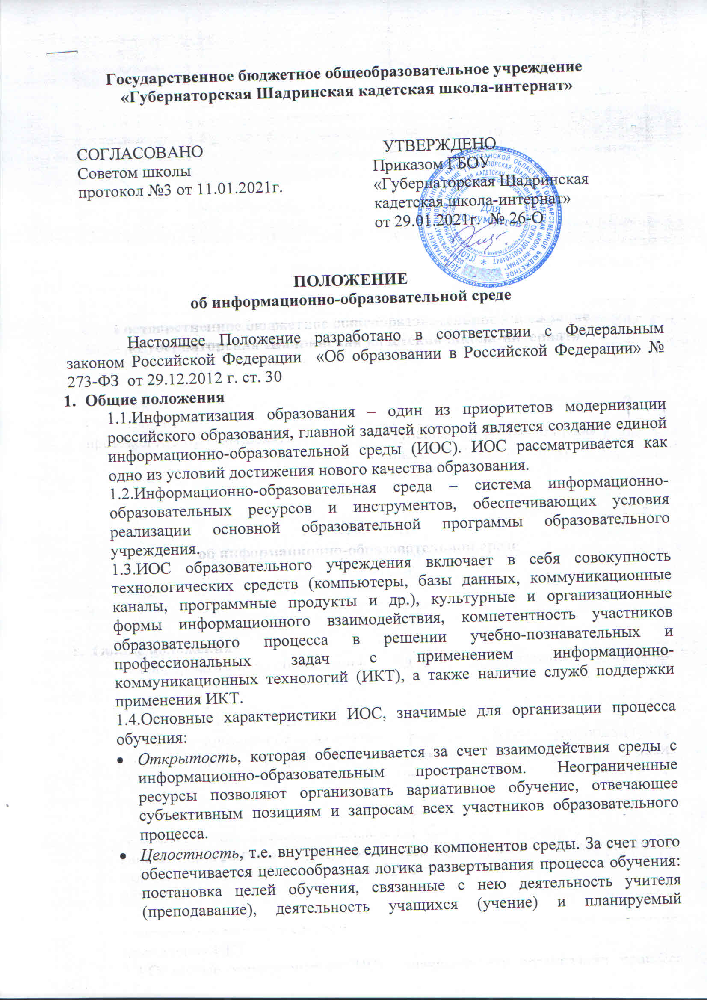 Государственное бюджетное общеобразовательное учреждение
«Губернаторская Шадринская кадетская школа-интернат»
СОГЛАСОВАНО
Советом школы
протокол №3 от 11.01.2021г.
УТВЕРЖДЕНО
Приказом ГБОУ
«Губернаторская Шадринская
кадетская школа-интернат»
от 29.01.2021г. № 26-О
Для
документов
ПОЛОЖЕНИЕ
об информационно-образовательной среде
Настоящее Положение разработано в соответствии с Федеральным
законом Российской Федерации «Об образовании в Российской Федерации» №
273-ФЗ от 29.12.2012 г. ст. 30
1. Общие положения
1.1.Информатизация образования – один из приоритетов модернизации
российского образования, главной задачей которой является создание единой
информационно-образовательной среды (ИОС). ИОС рассматривается как
одно из условий достижения нового качества образования.
1.2.Информационно-образовательная среда – система информационно-
образовательных ресурсов и инструментов, обеспечивающих условия
реализации основной образовательной программы образовательного
учреждения.
1.3.ИОС образовательного учреждения включает в себя совокупность
технологических средств (компьютеры, базы данных, коммуникационные
каналы, программные продукты и др.), культурные и организационные
формы информационного взаимодействия, компетентность участников
образовательного процесса в решении учебно-познавательных и
профессиональных задач с применением информационно-
коммуникационных технологий (ИКТ), а также наличие служб поддержки
применения ИКТ.
1.4.Основные характеристики ИОС, значимые для организации процесса
обучения:
• Открытость, которая обеспечивается за счет взаимодействия среды с
информационно-образовательным пространством. Неограниченные
ресурсы позволяют организовать вариативное обучение, отвечающее
субъективным позициям и запросам всех участников образовательного
процесса.
• Целостность, т.е. внутреннее единство компонентов среды. За счет этого
обеспечивается целесообразная логика развертывания процесса обучения:
постановка целей обучения, связанные с нею деятельность учителя
(преподавание), деятельность учащихся (учение) и планируемый